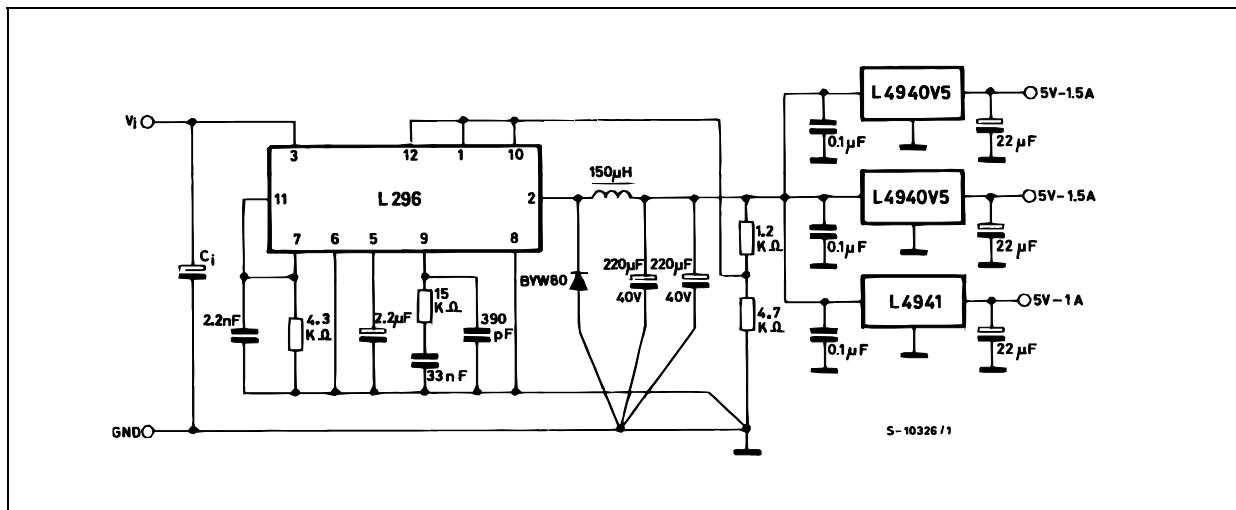 Vi
3
12
1
10
L296
11
2
7
6
5
9
8
Ci
2.2nF
4.3
KΩ
2.2µF
15
KΩ
33nF
390
pF
BYW80
150µH
220µF
40V
220µF
40V
1.2
KΩ
4.7
KΩ
GND
L4940V5
0.1µF
22µF
5V-1.5A
L4940V5
0.1µF
22µF
5V-1.5A
L4941
0.1µF
22µF
5V-1A
S-10326/1